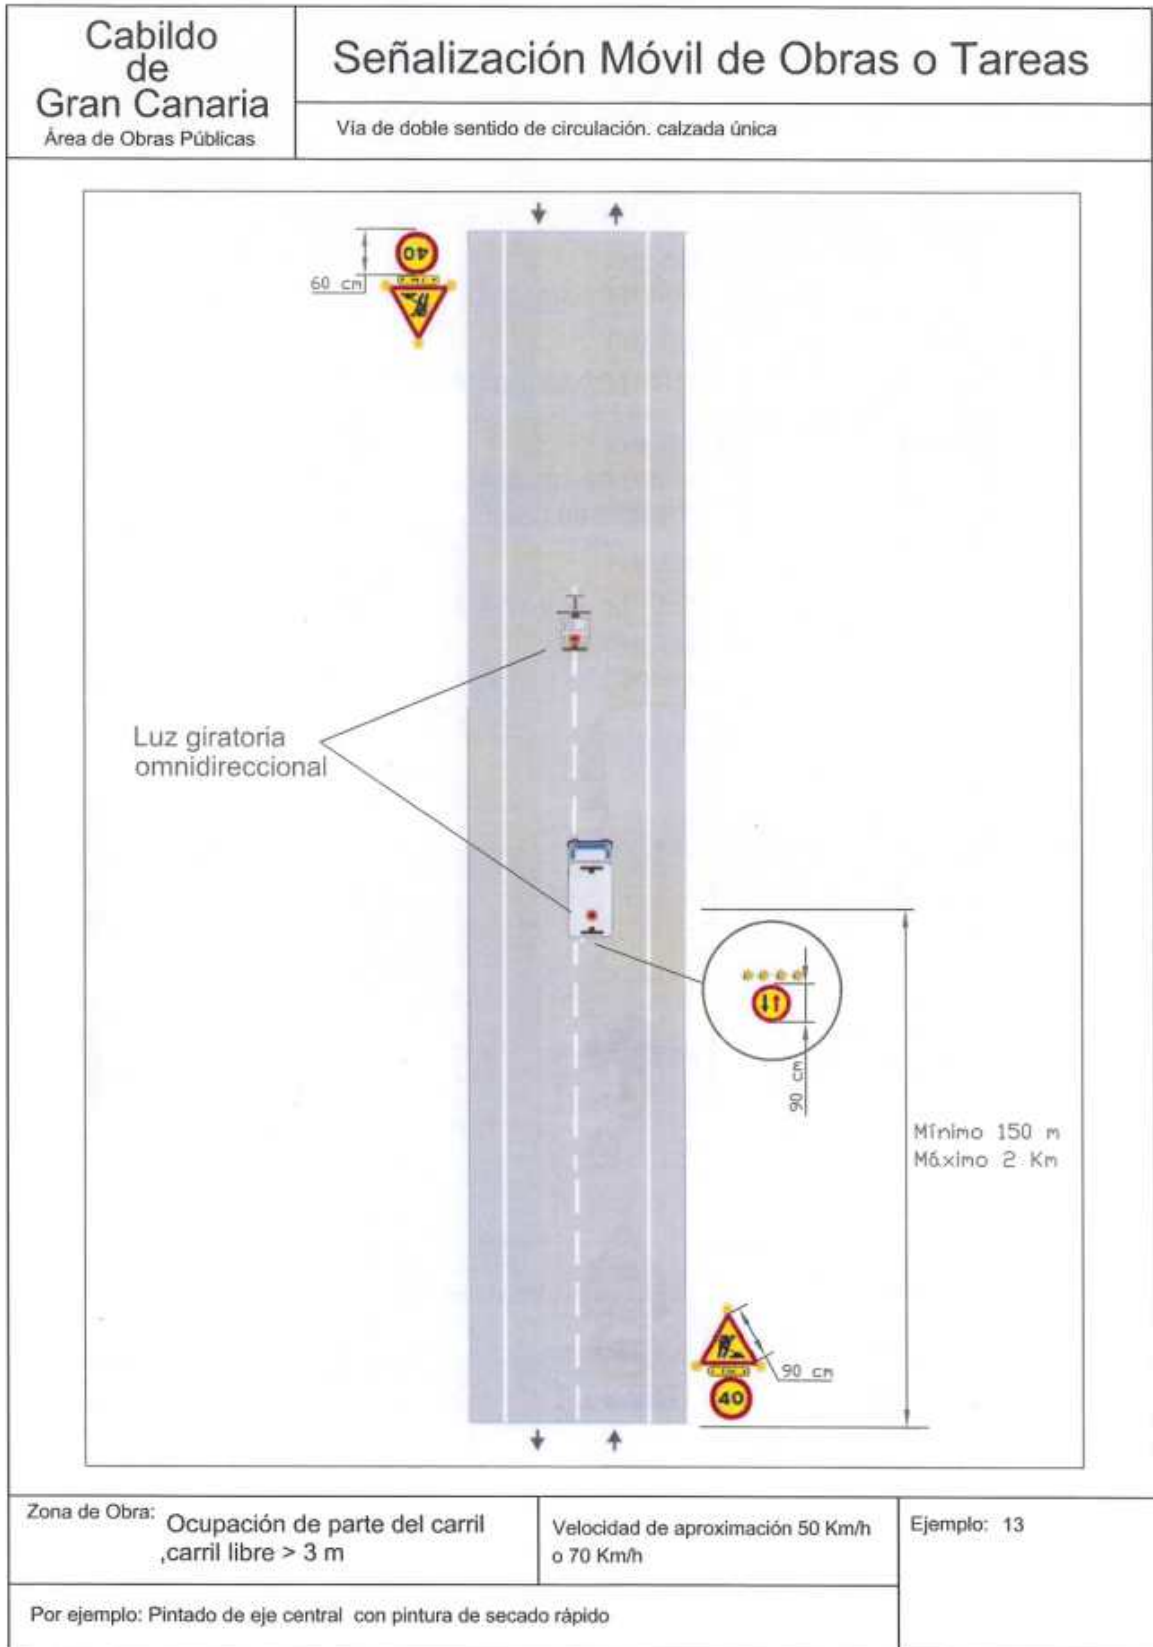 Cabildo
de
Gran Canaria
Área de Obras Públicas
Señalización Móvil de Obras o Tareas
Vía de doble sentido de circulación. calzada única
40
60 cm
Luz giratoria
omnidireccional
90 cm
Mínimo 150 m
Máximo 2 Km
90 cm
40
Zona de Obra: Ocupación de parte del carril
,carril libre > 3 m
Velocidad de aproximación 50 Km/h
o 70 Km/h
Ejemplo: 13
Por ejemplo: Pintado de eje central con pintura de secado rápido